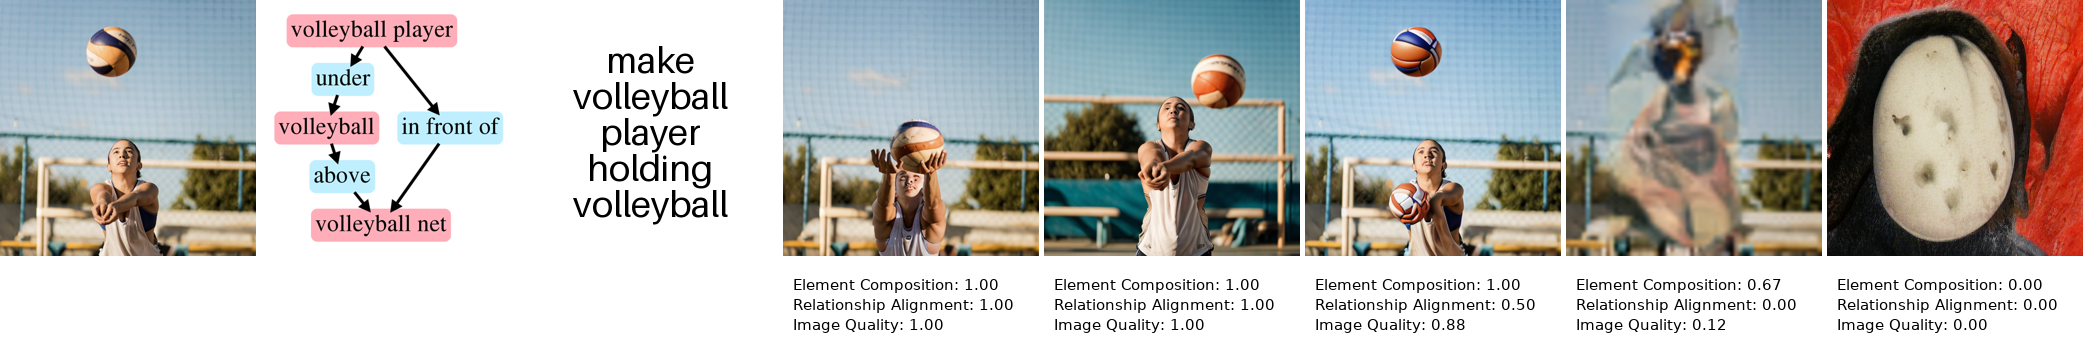 volleyball player
under
volleyball
in front of
above
volleyball net
make
volleyball
player
holding
volleyball
Element Composition: 1.00
Relationship Alignment: 1.00
Image Quality: 1.00
Element Composition: 1.00
Relationship Alignment: 1.00
Image Quality: 1.00
Element Composition: 1.00
Relationship Alignment: 0.50
Image Quality: 0.88
Element Composition: 0.67
Relationship Alignment: 0.00
Image Quality: 0.12
Element Composition: 0.00
Relationship Alignment: 0.00
Image Quality: 0.00